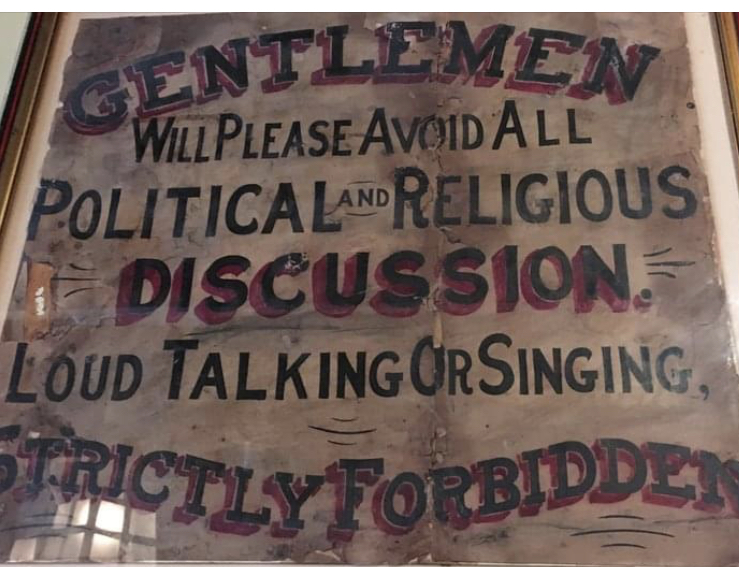 GENTLEMEN
WILL PLEASE AVOID ALL
POLITICAL AND RELIGIOUS
DISCUSSION.
LOUD TALKING OR SINGING,
STRICTLY FORBIDDEN